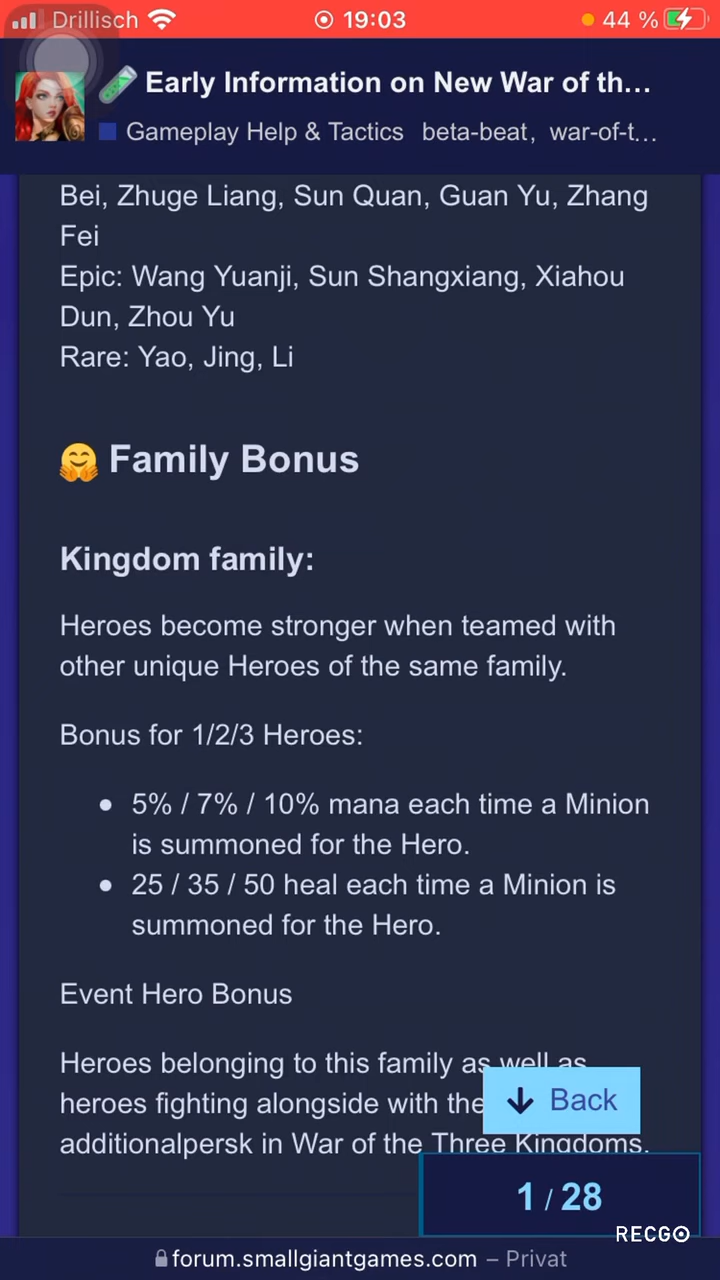 Drillisch 19:03 44 %
Early Information on New War of th...
Gameplay Help & Tactics beta-beat, war-of-t...
Bei, Zhuge Liang, Sun Quan, Guan Yu, Zhang
Fei
Epic: Wang Yuanji, Sun Shangxiang, Xiahou
Dun, Zhou Yu
Rare: Yao, Jing, Li
Family Bonus
Kingdom family:
Heroes become stronger when teamed with
other unique Heroes of the same family.
Bonus for 1/2/3 Heroes:
• 5% / 7% / 10% mana each time a Minion
is summoned for the Hero.
• 25 / 35 / 50 heal each time a Minion is
summoned for the Hero.
Event Hero Bonus
Heroes belonging to this family as well as
heroes fighting alongside with the
Back
additionalpersk in War of the Three Kingdoms.
1 / 28
RECGO
forum.smallgiantgames.com – Privat